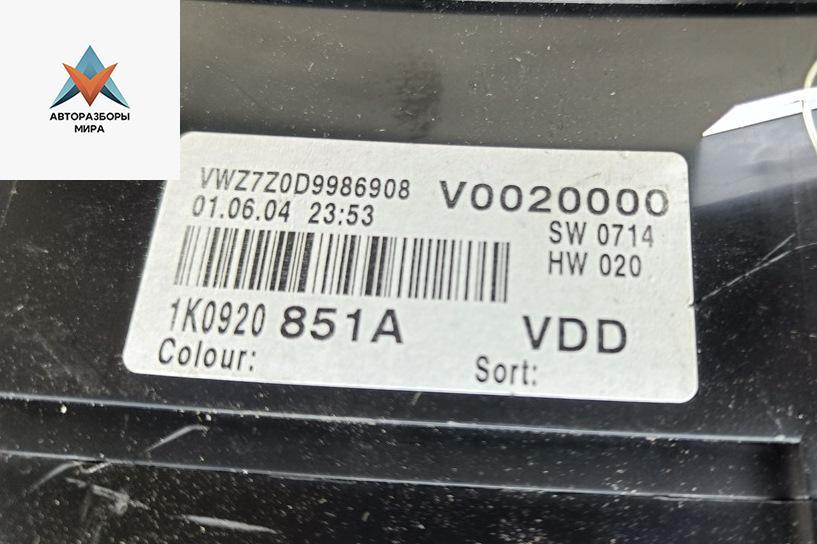 АВТОРАЗБОРЫ
МИРА
VWZ7Z0D9986908 V0020000
01.06.04 23:53 SW 0714
HW 020
1K0920 851A VDD
Colour: Sort: